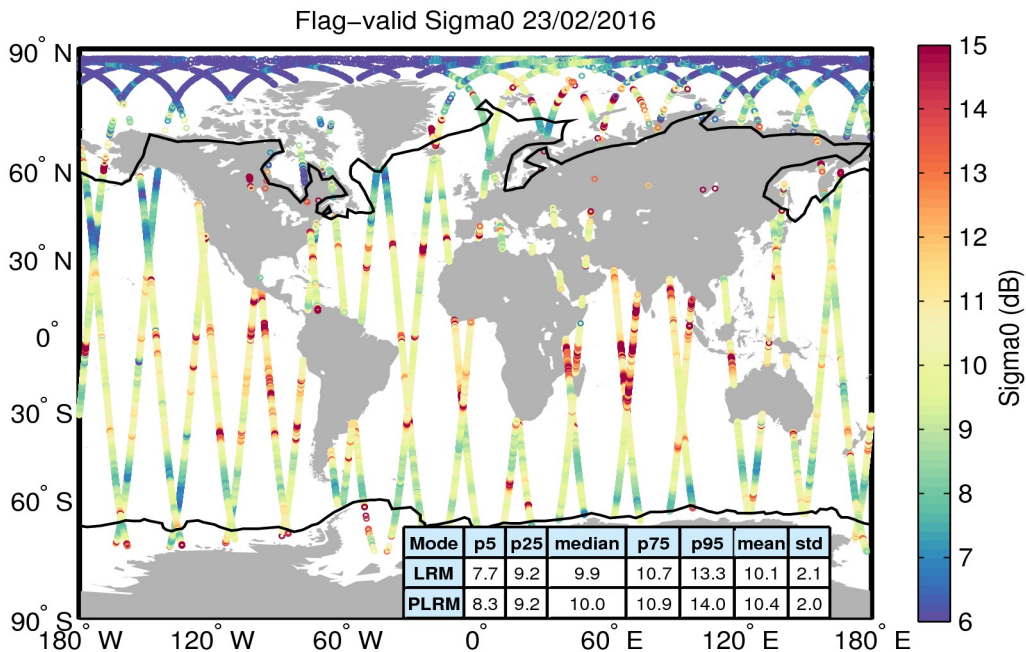 Flag−valid Sigma0 23/02/2016
90° N
60° N
30° N
0°
30° S
60° S
90° S
180° W
120° W
60° W
0°
60° E
120° E
180° E
15
14
13
12
11
10
9
8
7
6
Sigma0 (dB)
Mode p5 p25 median p75 p95 mean std
LRM 7.7 9.2 9.9 10.7 13.3 10.1 2.1
PLRM 8.3 9.2 10.0 10.9 14.0 10.4 2.0